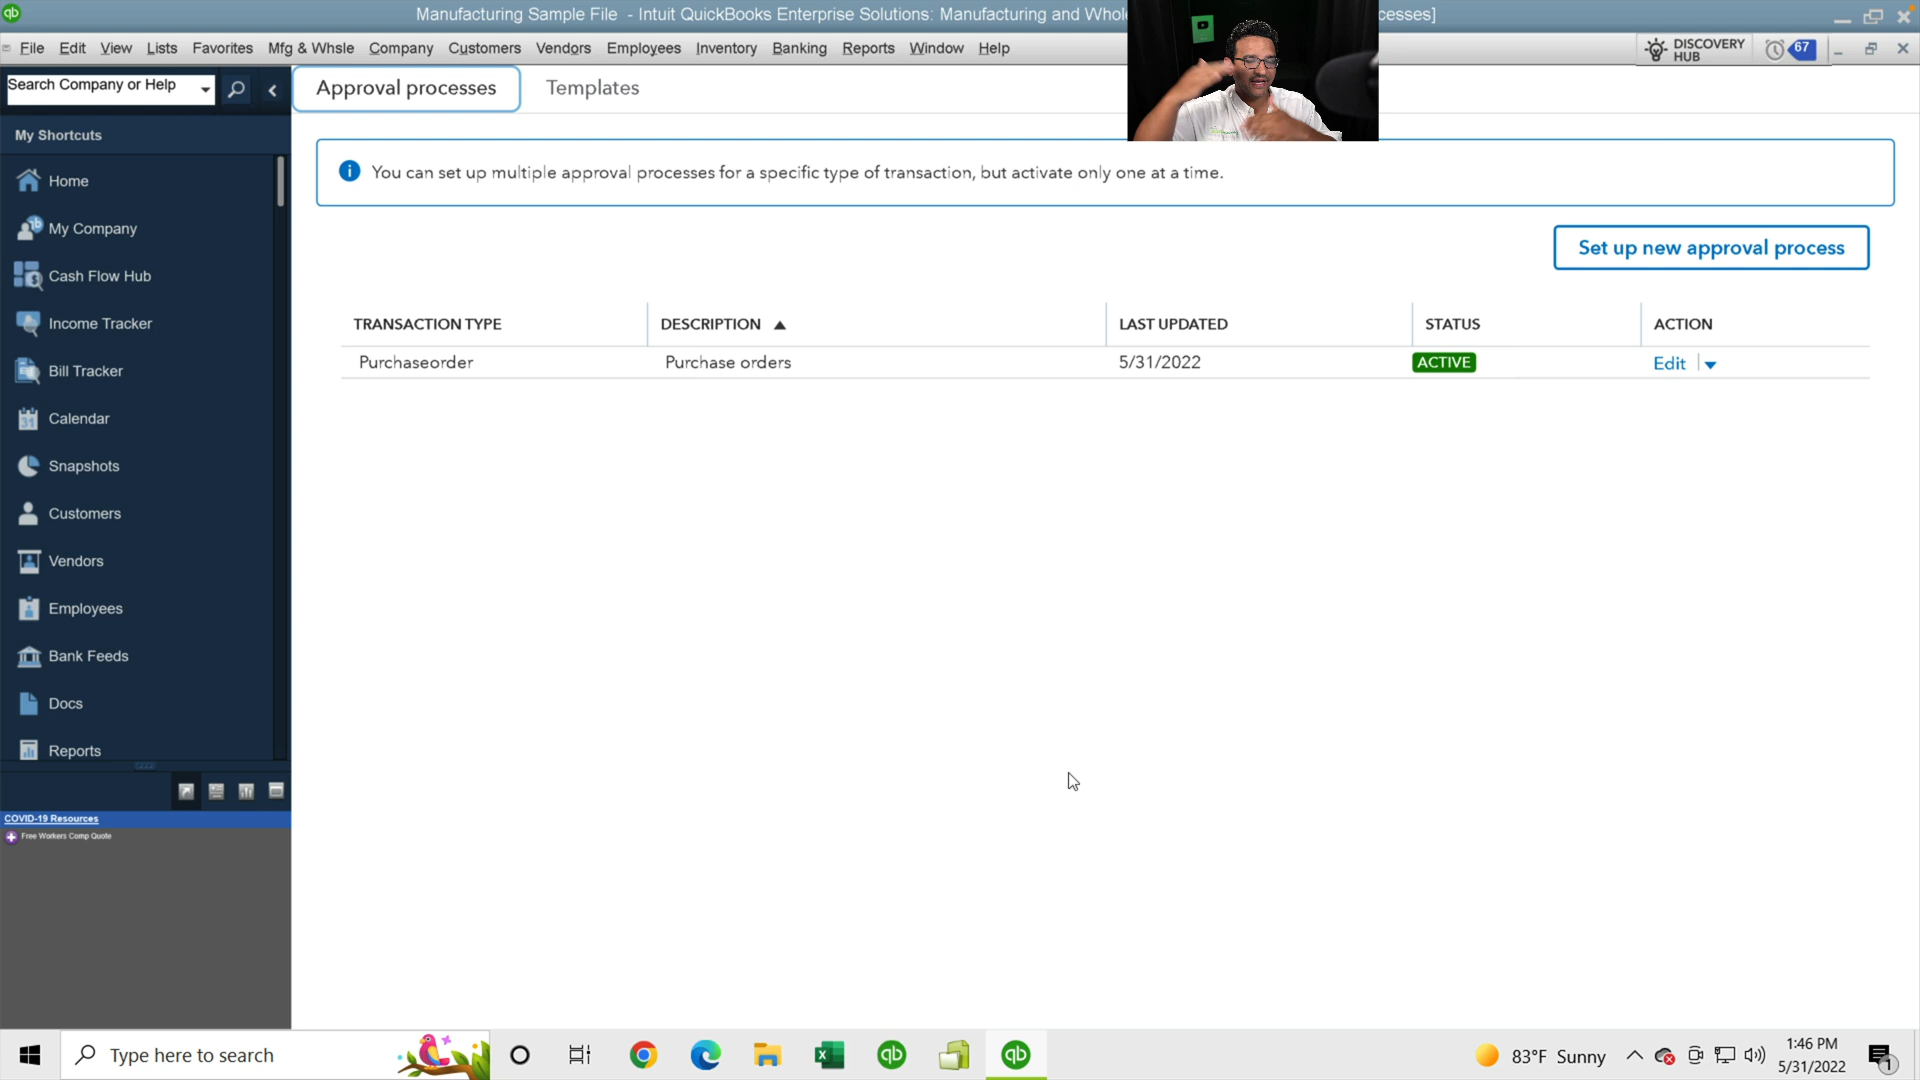 qb Manufacturing Sample File - Intuit QuickBooks Enterprise Solutions: Manufacturing and Whol cesses]
File Edit View Lists Favorites Mfg & Whsle Company Customers Vendors Employees Inventory Banking Reports Window Help DISCOVERY HUB 67
Search Company or Help
Approval processes Templates
My Shortcuts
Home
My Company
Cash Flow Hub
Income Tracker
Bill Tracker
Calendar
Snapshots
Customers
Vendors
Employees
Bank Feeds
Docs
Reports
COVID-19 Resources
Free Workers Comp Quote
You can set up multiple approval processes for a specific type of transaction, but activate only one at a time.
Set up new approval process
TRANSACTION TYPE DESCRIPTION LAST UPDATED STATUS ACTION
Purchaseorder Purchase orders 5/31/2022 ACTIVE Edit
Type here to search
qb
qb
83°F Sunny
1:46 PM
5/31/2022
1